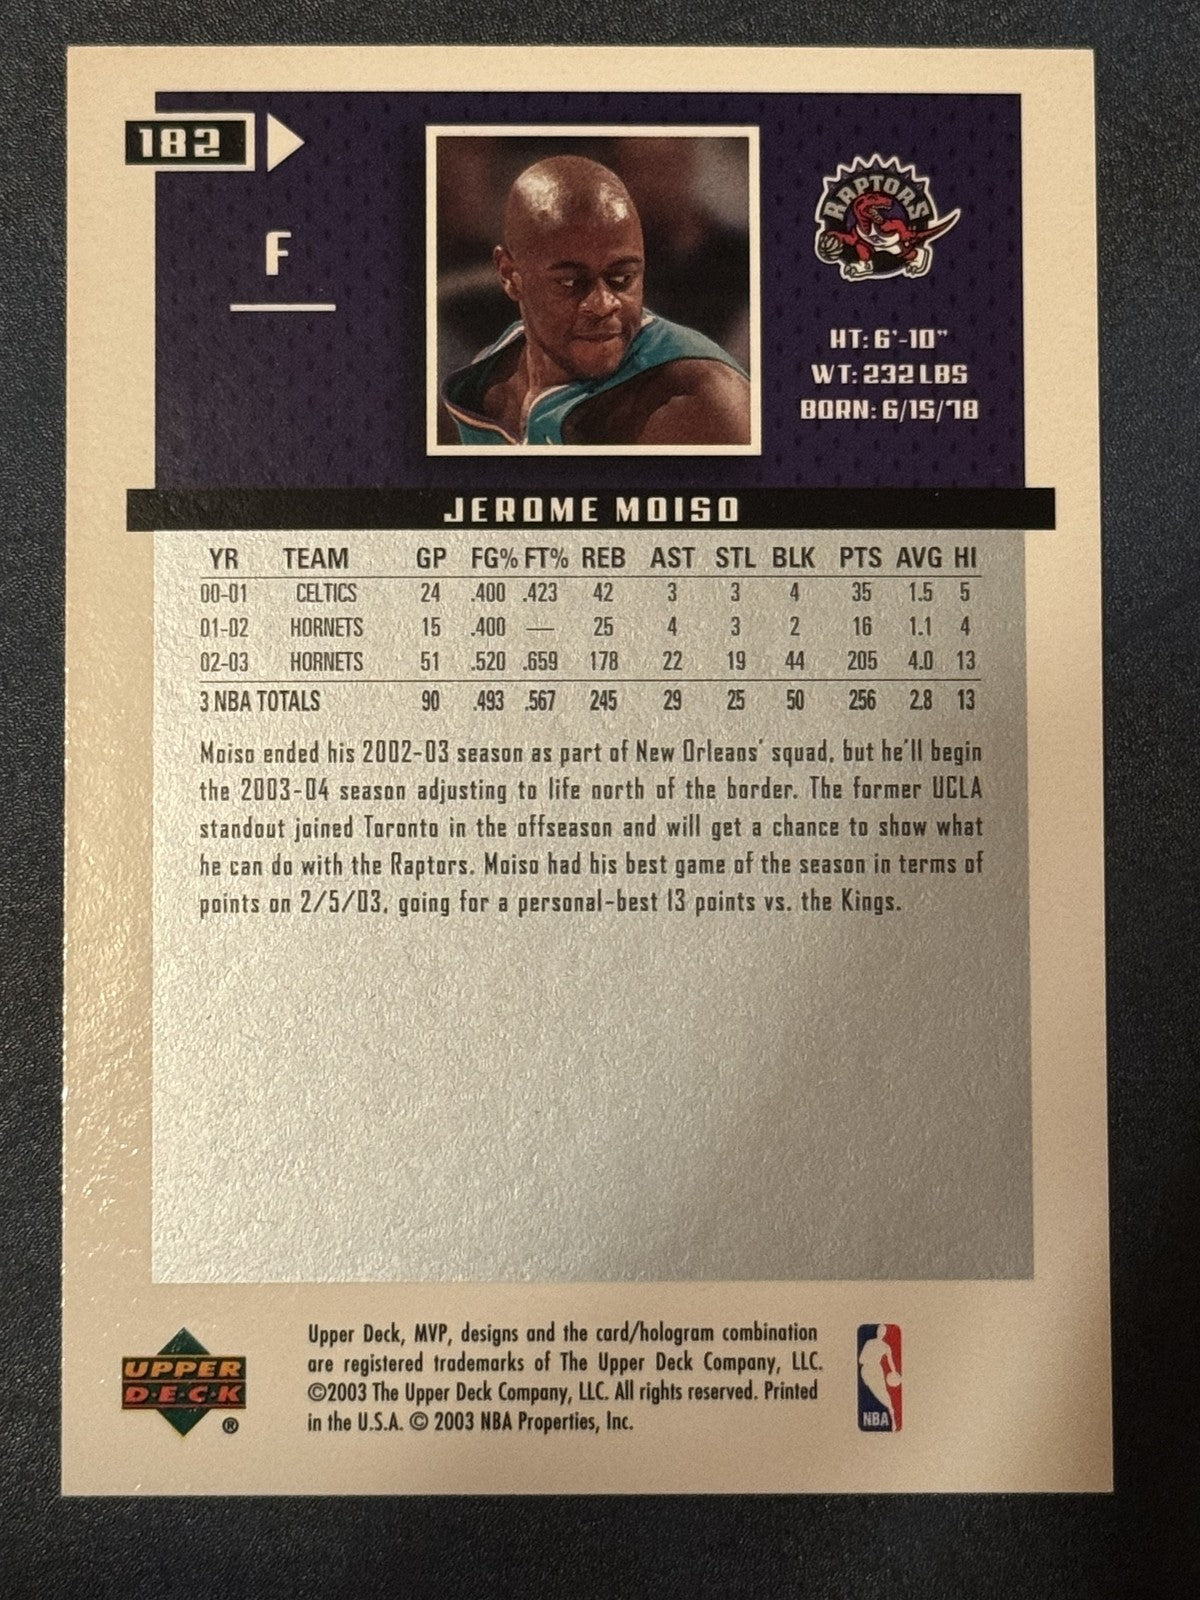 182
F
RAPTORS
HT: 6'-10"
WT: 232 LBS
BORN: 6/15/78
JEROME MOISO
YR TEAM GP FG% FT% REB AST STL BLK PTS AVG HI
00-01 CELTICS 24 .400 .423 42 3 3 4 35 1.5 5
01-02 HORNETS 15 .400 — 25 4 3 2 16 1.1 4
02-03 HORNETS 51 .520 .659 178 22 19 44 205 4.0 13
3 NBA TOTALS 90 .493 .567 245 29 25 50 256 2.8 13
Moiso ended his 2002-03 season as part of New Orleans' squad, but he'll begin
the 2003-04 season adjusting to life north of the border. The former UCLA
standout joined Toronto in the offseason and will get a chance to show what
he can do with the Raptors. Moiso had his best game of the season in terms of
points on 2/5/03, going for a personal-best 13 points vs. the Kings.
UPPER
D·E·C·K
®
Upper Deck, MVP, designs and the card/hologram combination
are registered trademarks of The Upper Deck Company, LLC.
©2003 The Upper Deck Company, LLC. All rights reserved. Printed
in the U.S.A. © 2003 NBA Properties, Inc.
NBA